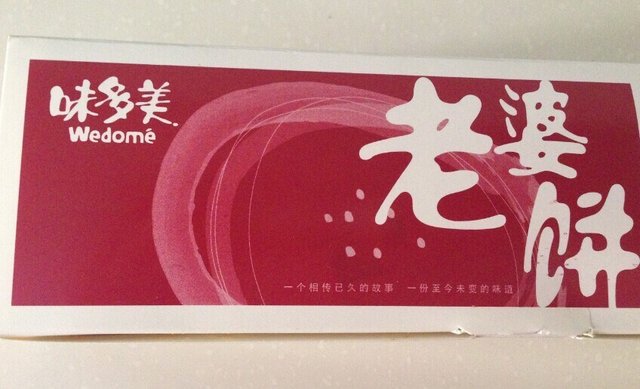 味多美
Wedomé
老婆饼
一个相传已久的故事 一份至今未变的味道